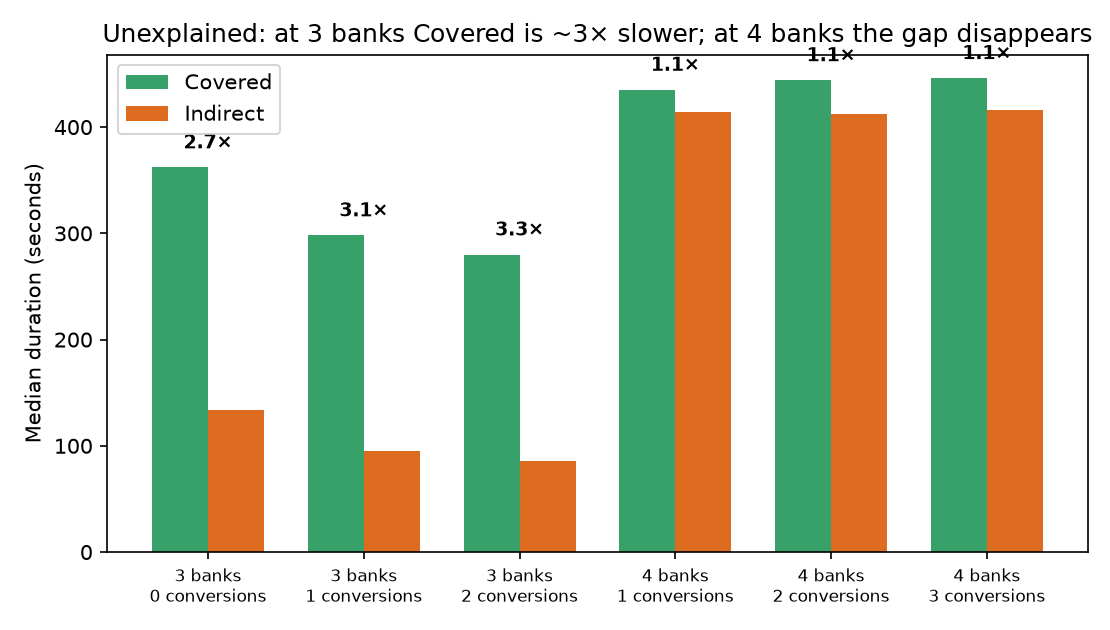 Unexplained: at 3 banks Covered is ~3× slower; at 4 banks the gap disappears
Covered
Indirect
2.7×
3.1×
3.3×
1.1×
1.1×
1.1×
Median duration (seconds)
400
300
200
100
0
3 banks
0 conversions
3 banks
1 conversions
3 banks
2 conversions
4 banks
1 conversions
4 banks
2 conversions
4 banks
3 conversions